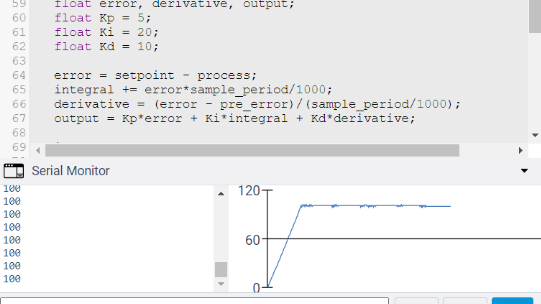 59 float error, derivative, output;
60 float Kp = 5;
61 float Ki = 20;
62 float Kd = 10;
63
64 error = setpoint - process;
65 integral += error*sample_period/1000;
66 derivative = (error - pre_error)/(sample_period/1000);
67 output = Kp*error + Ki*integral + Kd*derivative;
68
69
Serial Monitor
100
100
100
100
100
100
100
100
120
60
0